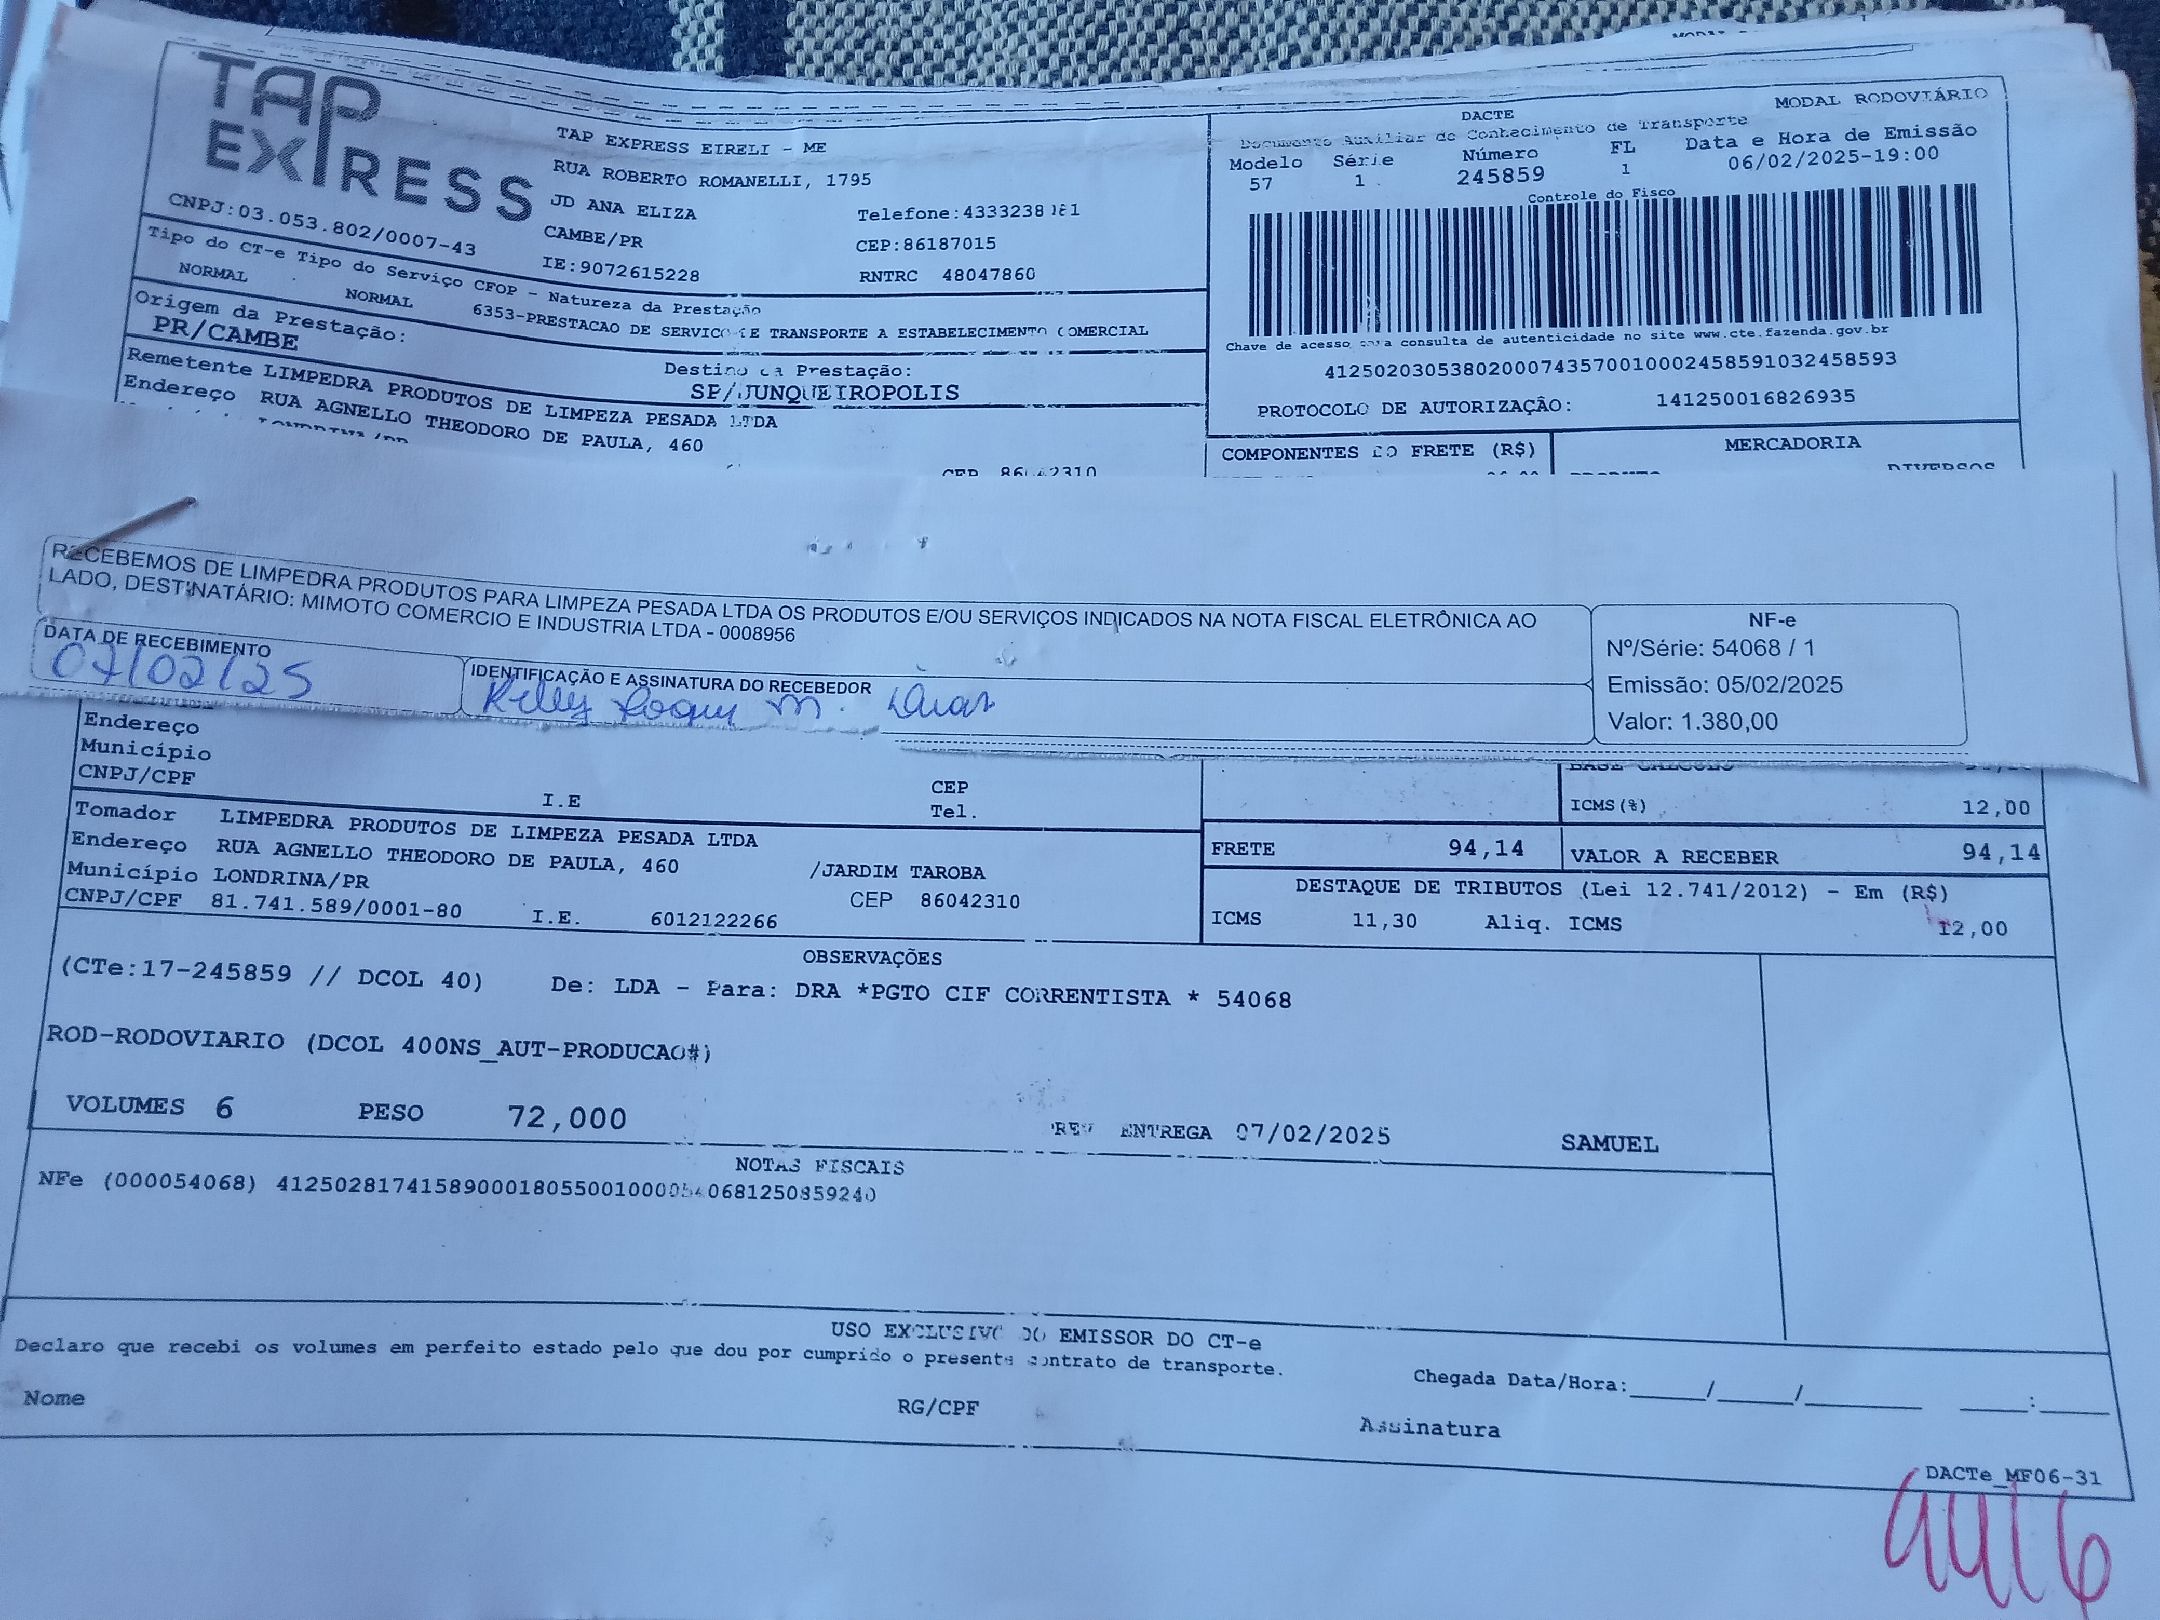 TAP
EXPRESS
TAP EXPRESS EIRELI - ME
RUA ROBERTO ROMANELLI, 1795
JD ANA ELIZA
CAMBE/PR
IE:9072615228
CNPJ:03.053.802/0007-43
CEP:86187015
RNTRC 48047860
DACTE
MODAL RODOVIÁRIO
Documento Auxiliar de Conhecimento de Transporte
Modelo Série Número FL Data e Hora de Emissão
57 1 245859 1 06/02/2025-19:00
Controle do Fisco
Chave de acesso para consulta de autenticidade no site www.cte.fazenda.gov.br
41250203053802000743570010002458591032458593
PROTOCOLO DE AUTORIZAÇÃO: 141250016826935
Tipo do CT-e Tipo do Serviço CFOP - Natureza da Prestação
NORMAL NORMAL 6353-PRESTACAO DE SERVICO DE TRANSPORTE A ESTABELECIMENTO COMERCIAL
Origem da Prestação:
PR/CAMBE
Destino da Prestação:
SP/JUNQUEIROPOLIS
Remetente LIMPEDRA PRODUTOS DE LIMPEZA PESADA LTDA
Endereço RUA AGNELLO THEODORO DE PAULA, 460
CEP 86042310
COMPONENTES DO FRETE (R$)
MERCADORIA
DIVERSOS
RECEBEMOS DE LIMPEDRA PRODUTOS PARA LIMPEZA PESADA LTDA OS PRODUTOS E/OU SERVIÇOS INDICADOS NA NOTA FISCAL ELETRÔNICA AO
LADO, DESTINATÁRIO: MIMOTO COMERCIO E INDUSTRIA LTDA - 0008956
DATA DE RECEBIMENTO
07/02/25
IDENTIFICAÇÃO E ASSINATURA DO RECEBEDOR
Kelly
NF-e
Nº/Série: 54068 / 1
Emissão: 05/02/2025
Valor: 1.380,00
Endereço
Município
CNPJ/CPF
I.E
CEP
Tel.
BASE CALCULO
ICMS(%) 12,00
Tomador LIMPEDRA PRODUTOS DE LIMPEZA PESADA LTDA
Endereço RUA AGNELLO THEODORO DE PAULA, 460 /JARDIM TAROBA
Município LONDRINA/PR CEP 86042310
CNPJ/CPF 81.741.589/0001-80 I.E. 6012122266
FRETE 94,14 VALOR A RECEBER 94,14
DESTAQUE DE TRIBUTOS (Lei 12.741/2012) - Em (R$)
ICMS 11,30 Aliq. ICMS 12,00
OBSERVAÇÕES
(CTe:17-245859 // DCOL 40) De: LDA - Para: DRA *PGTO CIF CORRENTISTA * 54068
ROD-RODOVIARIO (DCOL 400NS_AUT-PRODUCAO#)
VOLUMES 6 PESO 72,000 ENTREGA 07/02/2025 SAMUEL
NOTAS FISCAIS
NFe (000054068)
USO EXCLUSIVO DO EMISSOR DO CT-e
Declaro que recebi os volumes em perfeito estado pelo que dou por cumprido o presente contrato de transporte.
Chegada Data/Hora:_____/_____/________ _____:_____
Nome RG/CPF Assinatura
DACTe_MF06-31